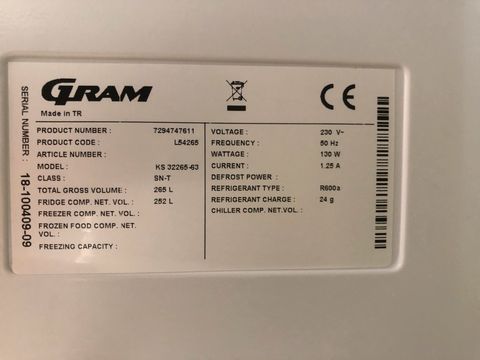 GRAM
Made in TR
SERIAL NUMBER :
18-100409-09
PRODUCT NUMBER : 7294747611
PRODUCT CODE : L54265
ARTICLE NUMBER :
MODEL : KS 32265-63
CLASS : SN-T
TOTAL GROSS VOLUME : 265 L
FRIDGE COMP. NET. VOL. : 252 L
FREEZER COMP. NET. VOL. :
FROZEN FOOD COMP. NET.
VOL. :
FREEZING CAPACITY :
CE
VOLTAGE : 230 V~
FREQUENCY : 50 Hz
WATTAGE : 130 W
CURRENT : 1.25 A
DEFROST POWER :
REFRIGERANT TYPE : R600a
REFRIGERANT CHARGE : 24 g
CHILLER COMP. NET.VOL. :